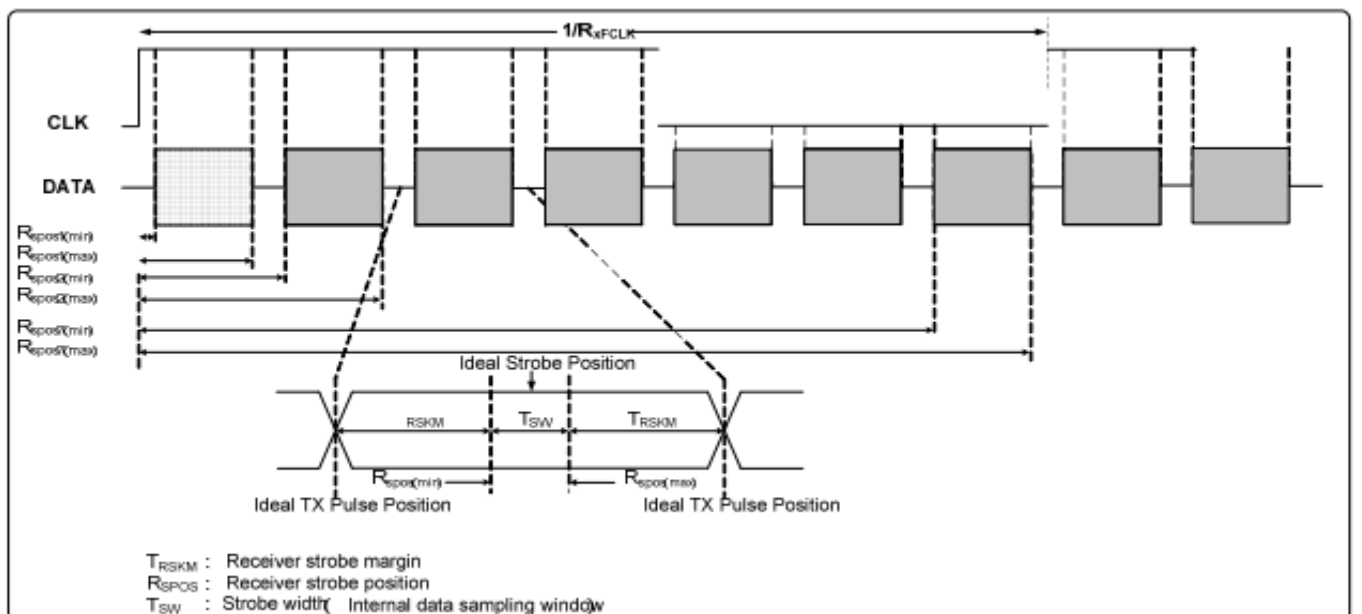 1/RxFCLK
CLK
DATA
Rspos1(min)
Rspos1(max)
Rspos2(min)
Rspos2(max)
Rspos7(min)
Rspos7(max)
Ideal Strobe Position
RSKM TSW TRSKM
Rspos(min) Rspos(max)
Ideal TX Pulse Position Ideal TX Pulse Position
TRSKM : Receiver strobe margin
RSPOS : Receiver strobe position
TSW : Strobe width( Internal data sampling window)